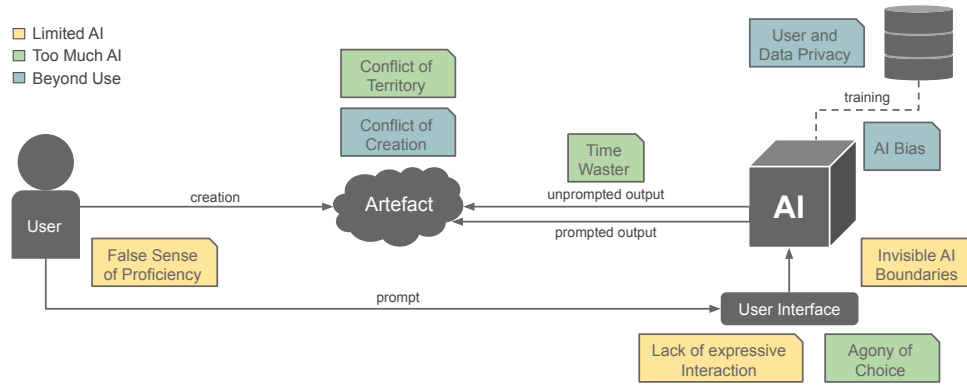 Limited AI
Too Much AI
Beyond Use
Conflict of
Territory
Conflict of
Creation
User and
Data Privacy
training
AI Bias
Time
Waster
creation
Artefact
unprompted output
prompted output
AI
User
False Sense
of Proficiency
Invisible AI
Boundaries
prompt
User Interface
Lack of expressive
Interaction
Agony of
Choice